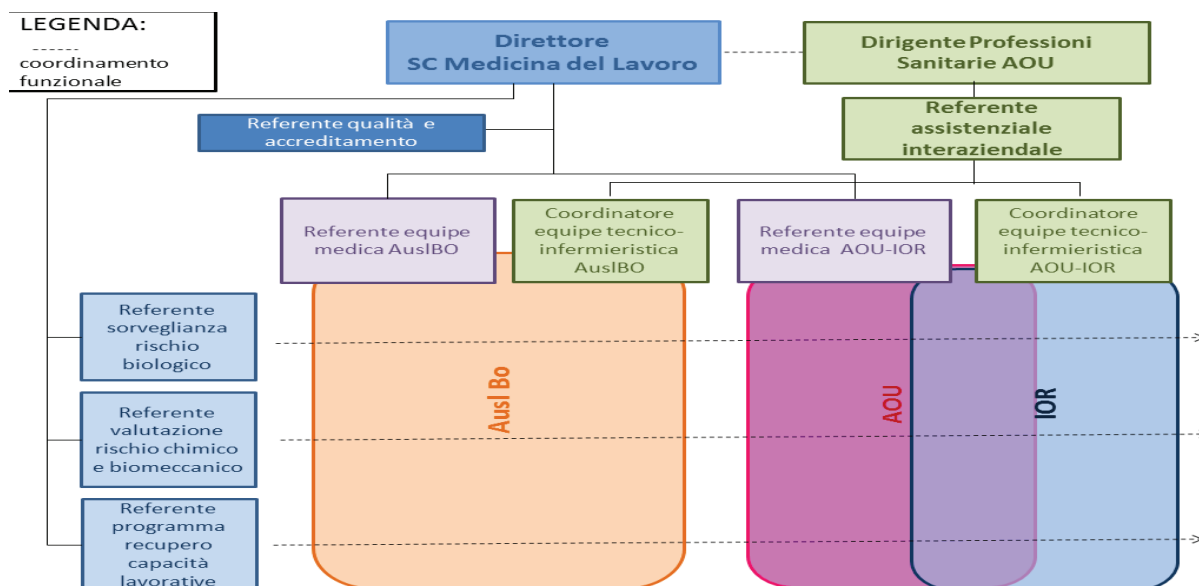 LEGENDA:
------
coordinamento
funzionale
Direttore
SC Medicina del Lavoro
Dirigente Professioni
Sanitarie AOU
Referente qualità e
accreditamento
Referente
assistenziale
interaziendale
Referente equipe
medica AuslBO
Coordinatore
equipe tecnico-
infermieristica
AuslBO
Referente equipe
medica AOU-IOR
Coordinatore
equipe tecnico-
infermieristica
AOU-IOR
Referente
sorveglianza
rischio
biologico
Referente
valutazione
rischio chimico
e biomeccanico
Referente
programma
recupero
capacità
lavorative
Ausl Bo
AOU
IOR